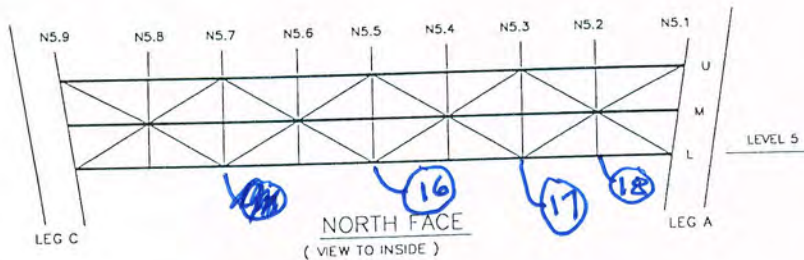 N5.9 N5.8 N5.7 N5.6 N5.5 N5.4 N5.3 N5.2 N5.1
U
M
L
LEVEL 5
16 17 18
NORTH FACE
LEG C
LEG A
( VIEW TO INSIDE )